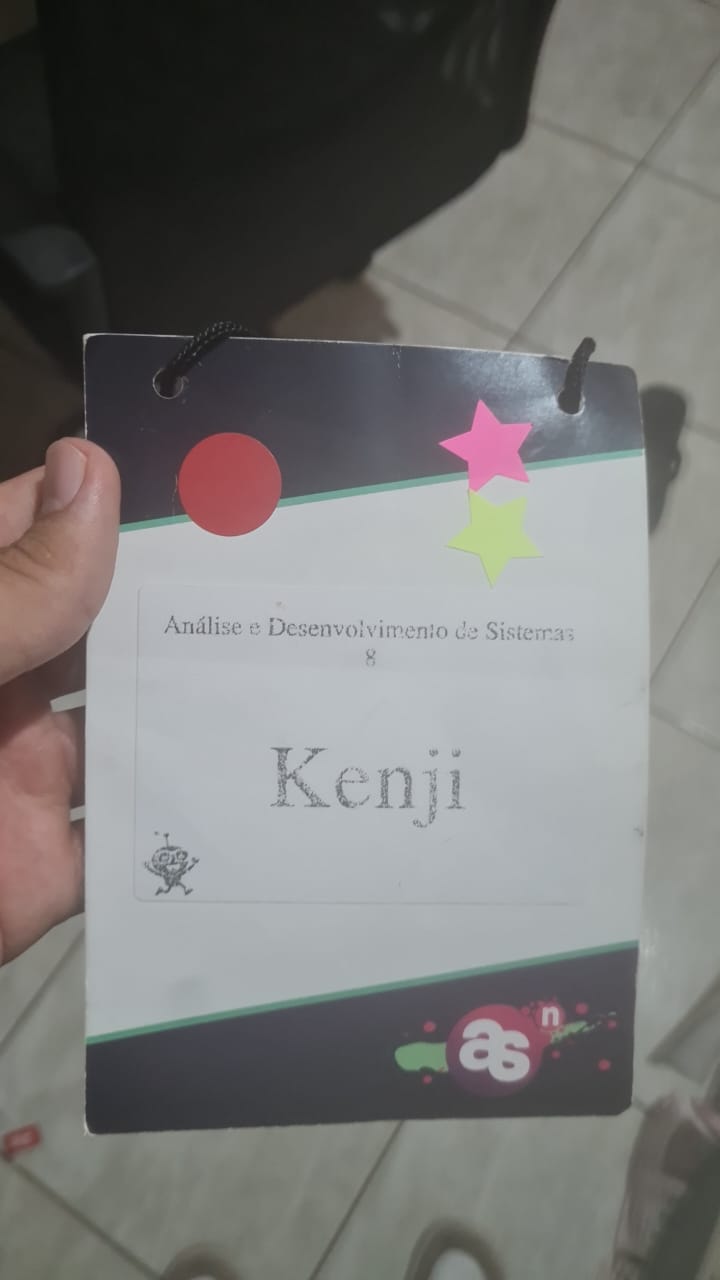 Análise e Desenvolvimento de Sistemas
8
Kenji
as
n